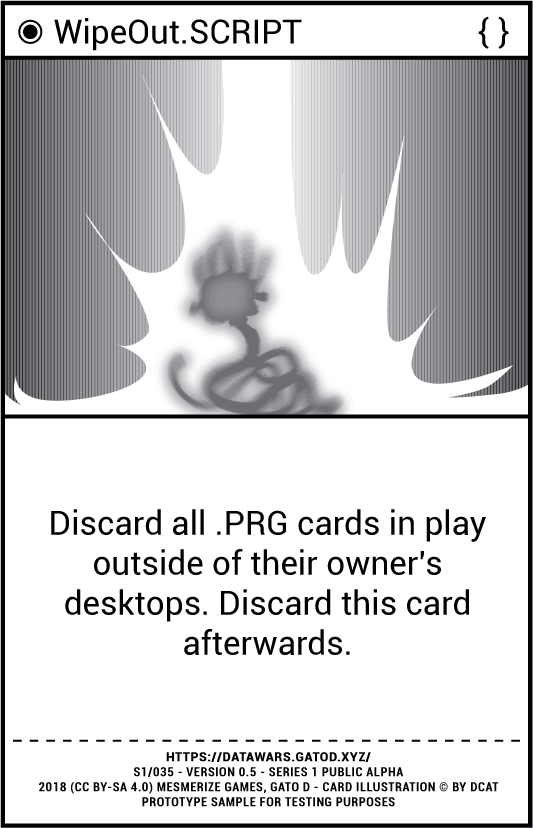 ◉ WipeOut.SCRIPT {}
Discard all .PRG cards in play
outside of their owner's
desktops. Discard this card
afterwards.
HTTPS://DATAWARS.GATOD.XYZ/
S1/035 - VERSION 0.5 - SERIES 1 PUBLIC ALPHA
2018 (CC BY-SA 4.0) MESMERIZE GAMES, GATO D - CARD ILLUSTRATION © BY DCAT
PROTOTYPE SAMPLE FOR TESTING PURPOSES